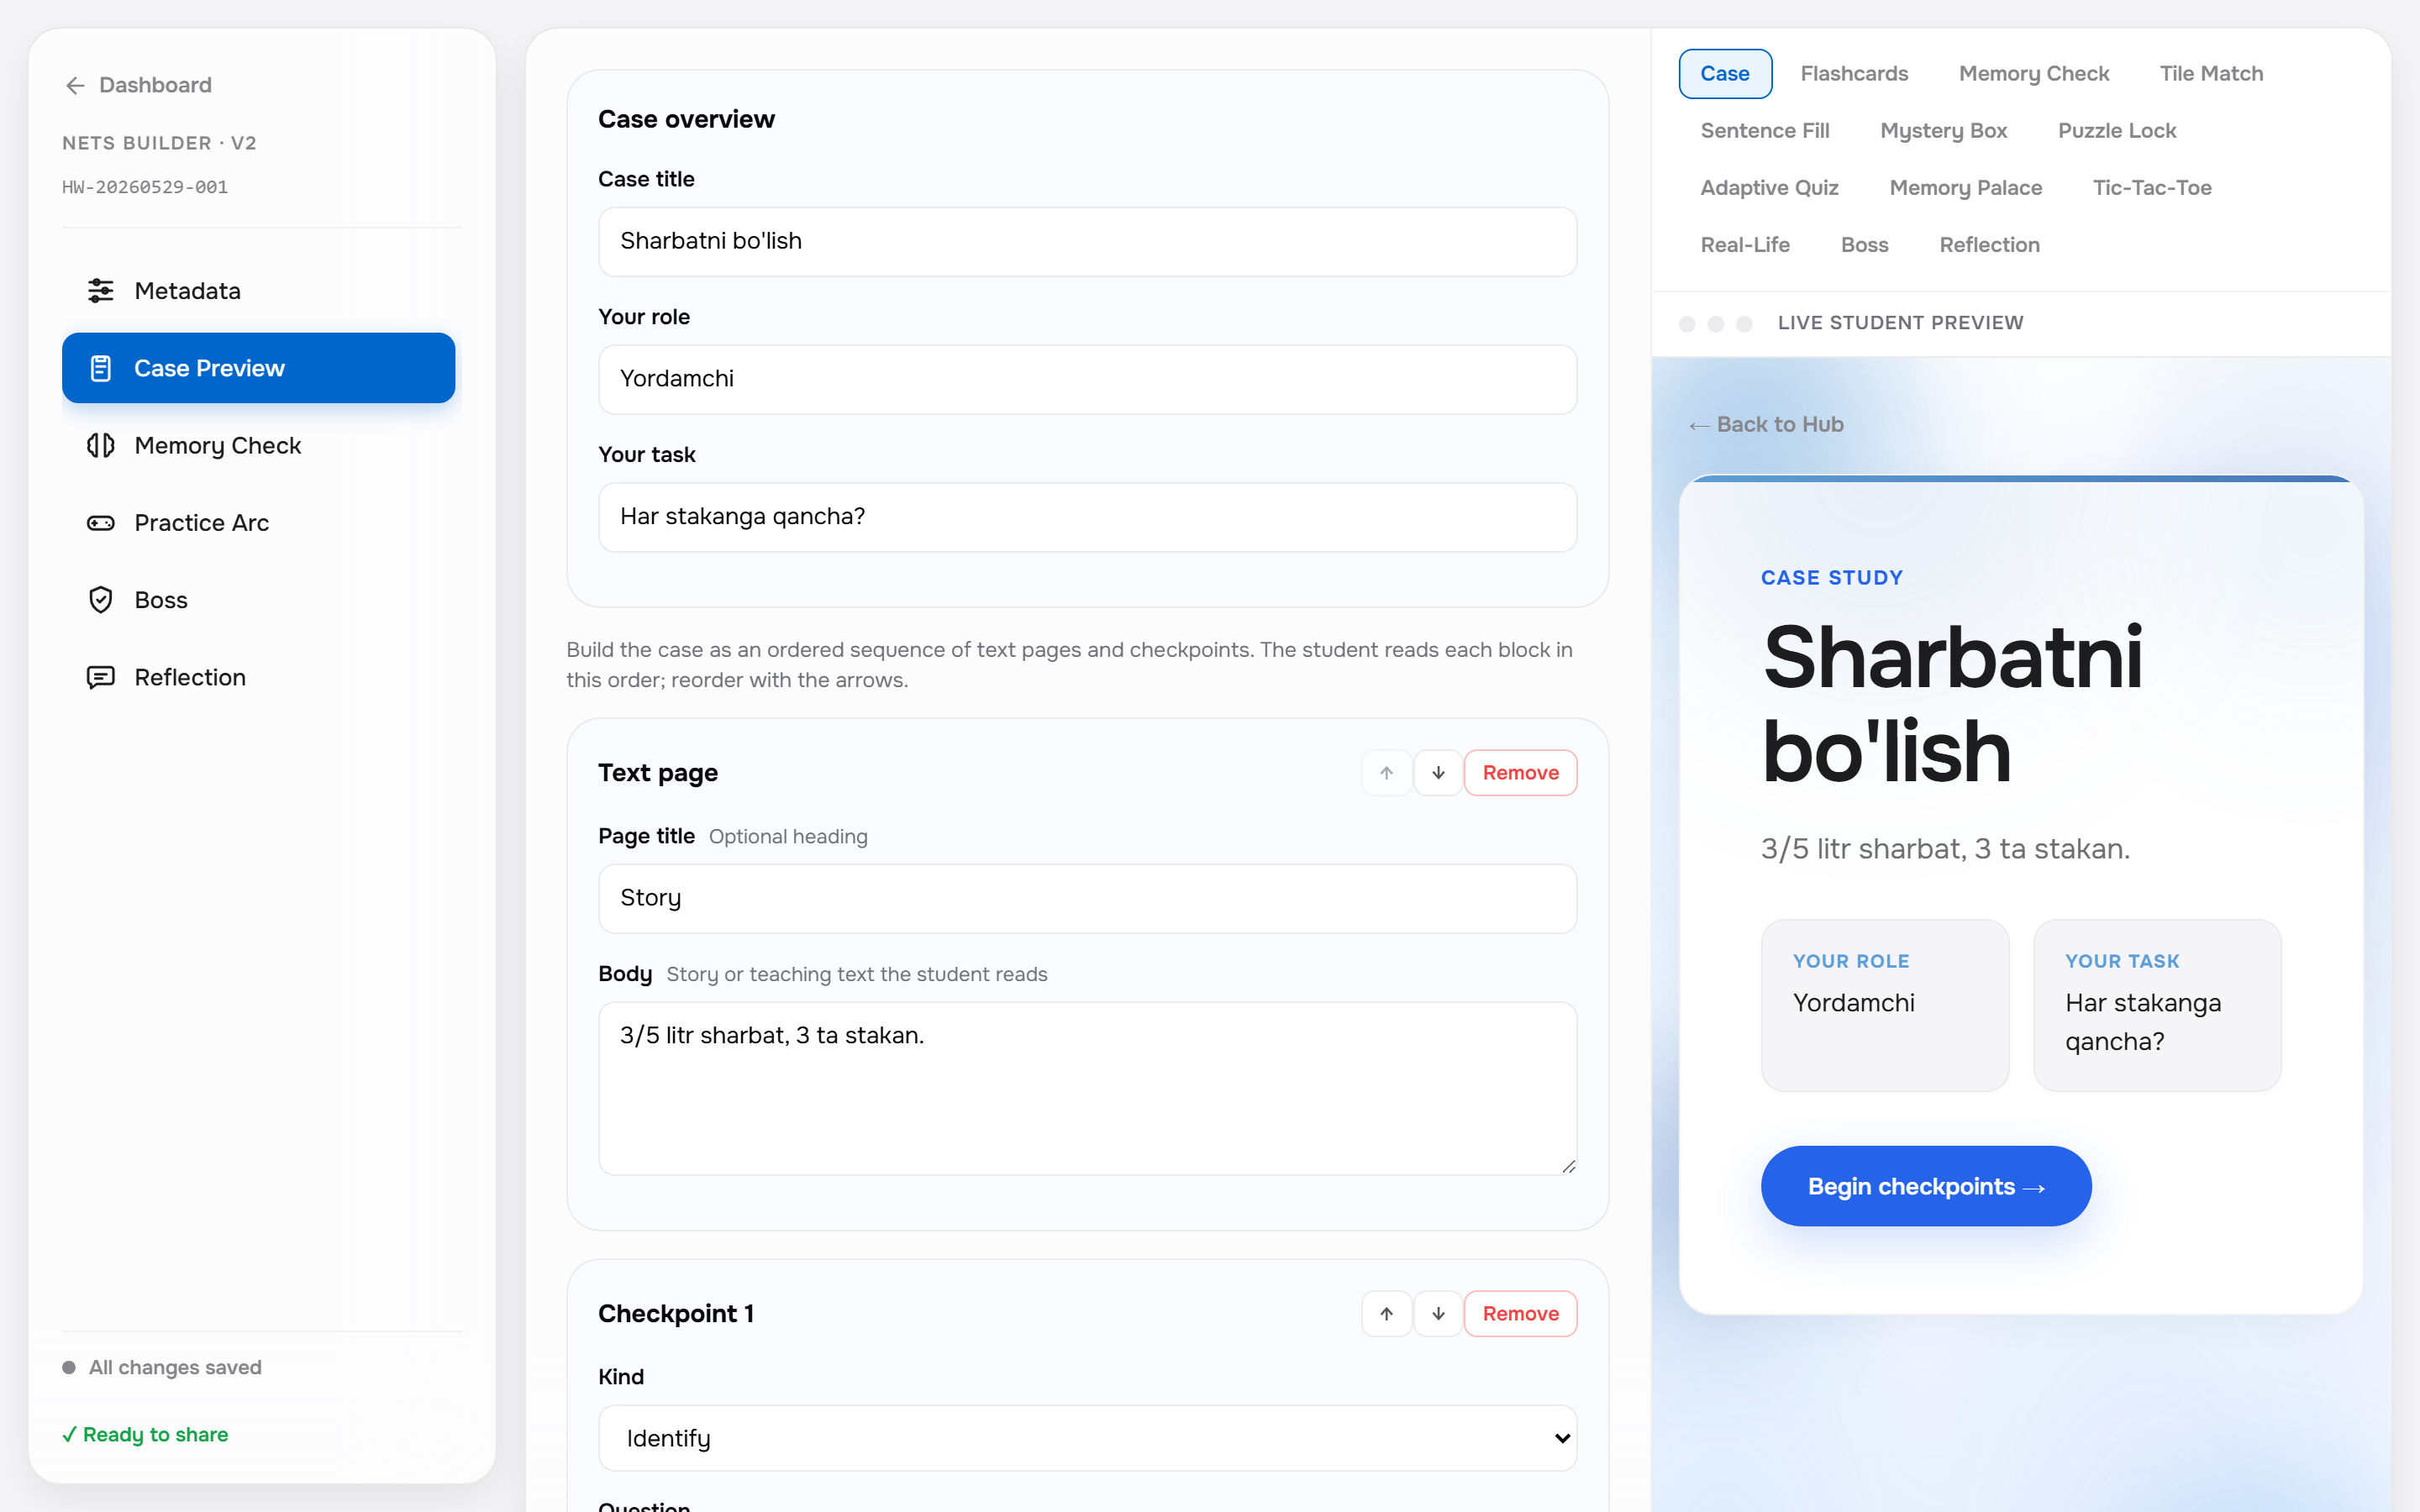 Dashboard
NETS BUILDER · V2
HW-20260529-001
Metadata
Case Preview
Memory Check
Practice Arc
Boss
Reflection
All changes saved
✓ Ready to share
Case overview
Case title
Sharbatni bo'lish
Your role
Yordamchi
Your task
Har stakanga qancha?
Build the case as an ordered sequence of text pages and checkpoints. The student reads each block in
this order; reorder with the arrows.
Text page
↑ ↓ Remove
Page title Optional heading
Story
Body Story or teaching text the student reads
3/5 litr sharbat, 3 ta stakan.
Checkpoint 1
↑ ↓ Remove
Kind
Identify
Question
Case Flashcards Memory Check Tile Match
Sentence Fill Mystery Box Puzzle Lock
Adaptive Quiz Memory Palace Tic-Tac-Toe
Real-Life Boss Reflection
LIVE STUDENT PREVIEW
← Back to Hub
CASE STUDY
Sharbatni
bo'lish
3/5 litr sharbat, 3 ta stakan.
YOUR ROLE
Yordamchi
YOUR TASK
Har stakanga
qancha?
Begin checkpoints →